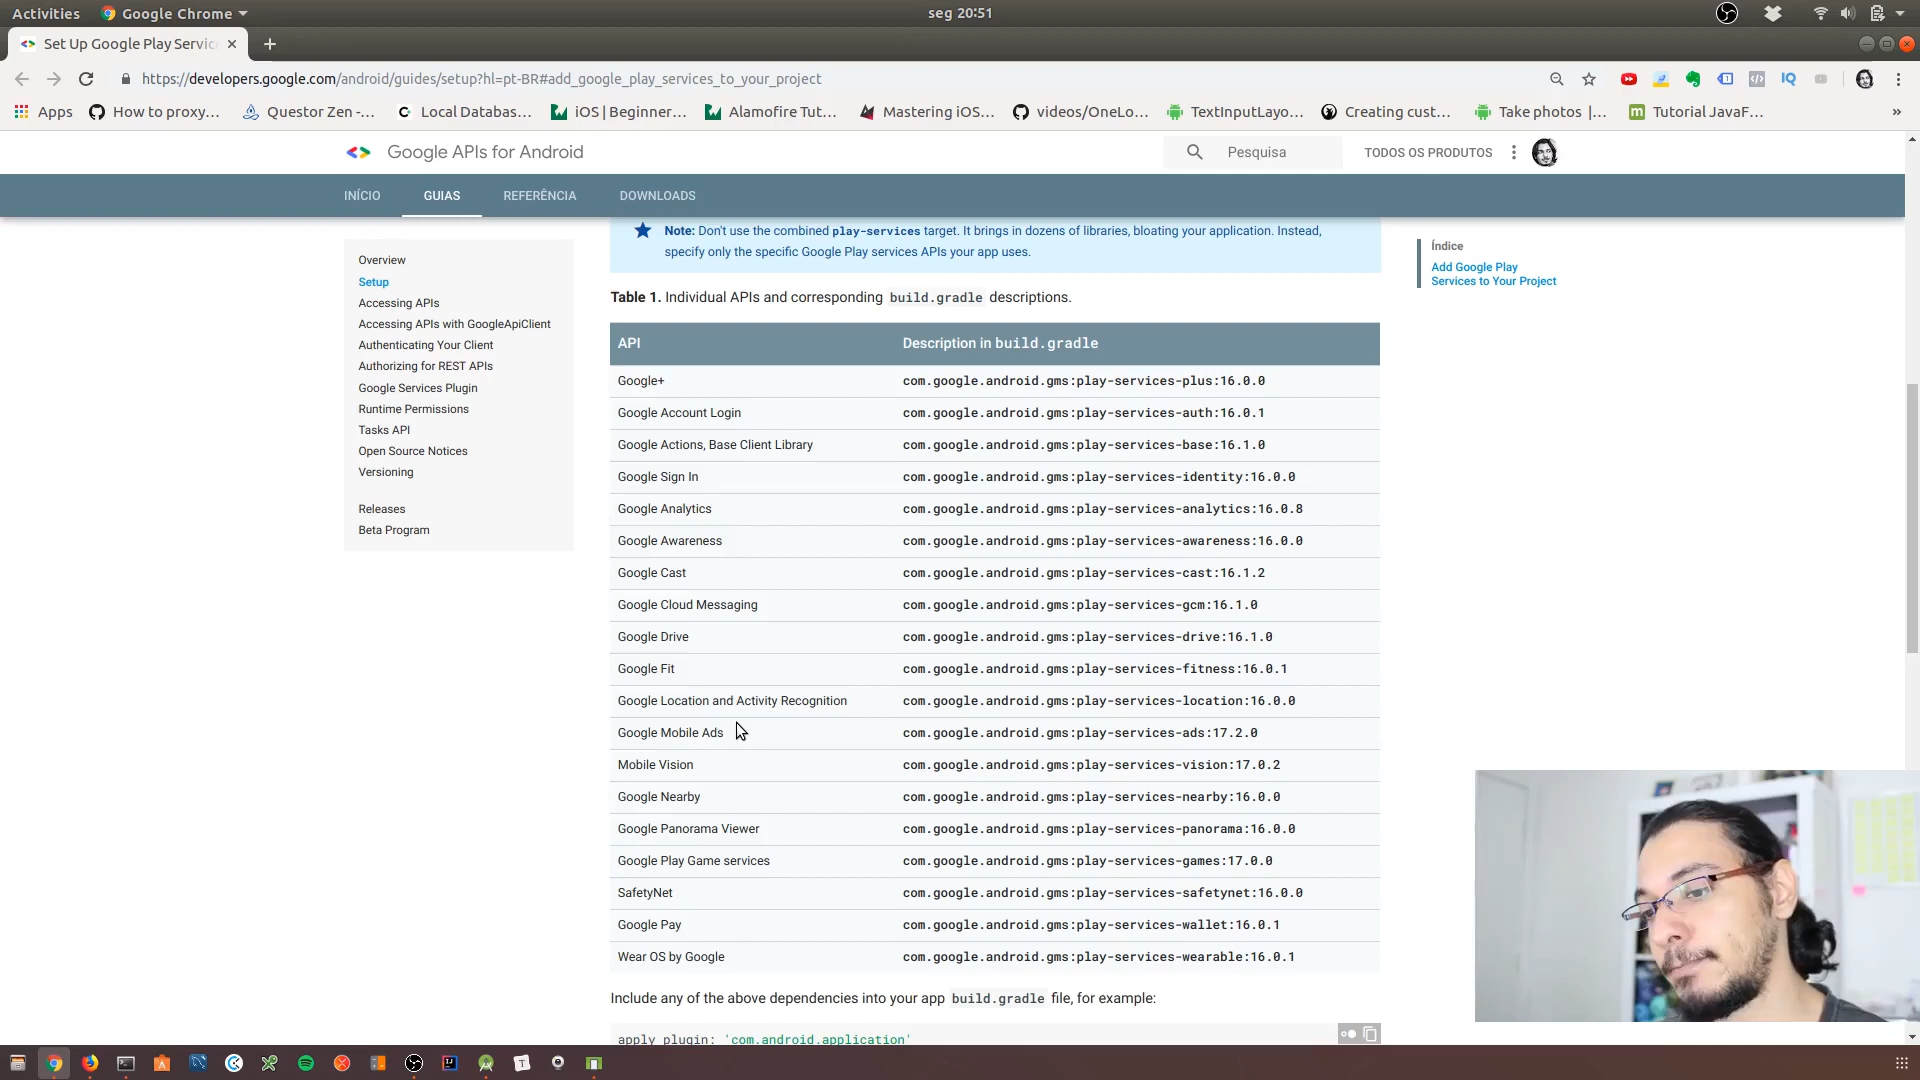 Activities
Google Chrome
seg 20:51
Set Up Google Play Servic
https://developers.google.com/android/guides/setup?hl=pt-BR#add_google_play_services_to_your_project
Apps
How to proxy...
Questor Zen -...
Local Databas...
iOS | Beginner...
Alamofire Tut...
Mastering iOS...
videos/OneLo...
TextInputLayo...
Creating cust...
Take photos |...
Tutorial JavaF...
»
Google APIs for Android
Pesquisa
TODOS OS PRODUTOS
INÍCIO
GUIAS
REFERÊNCIA
DOWNLOADS
Overview
Setup
Accessing APIs
Accessing APIs with GoogleApiClient
Authenticating Your Client
Authorizing for REST APIs
Google Services Plugin
Runtime Permissions
Tasks API
Open Source Notices
Versioning
Releases
Beta Program
Note: Don't use the combined play-services target. It brings in dozens of libraries, bloating your application. Instead,
specify only the specific Google Play services APIs your app uses.
Table 1. Individual APIs and corresponding build.gradle descriptions.
API Description in build.gradle
Google+ com.google.android.gms:play-services-plus:16.0.0
Google Account Login com.google.android.gms:play-services-auth:16.0.1
Google Actions, Base Client Library com.google.android.gms:play-services-base:16.1.0
Google Sign In com.google.android.gms:play-services-identity:16.0.0
Google Analytics com.google.android.gms:play-services-analytics:16.0.8
Google Awareness com.google.android.gms:play-services-awareness:16.0.0
Google Cast com.google.android.gms:play-services-cast:16.1.2
Google Cloud Messaging com.google.android.gms:play-services-gcm:16.1.0
Google Drive com.google.android.gms:play-services-drive:16.1.0
Google Fit com.google.android.gms:play-services-fitness:16.0.1
Google Location and Activity Recognition com.google.android.gms:play-services-location:16.0.0
Google Mobile Ads com.google.android.gms:play-services-ads:17.2.0
Mobile Vision com.google.android.gms:play-services-vision:17.0.2
Google Nearby com.google.android.gms:play-services-nearby:16.0.0
Google Panorama Viewer com.google.android.gms:play-services-panorama:16.0.0
Google Play Game services com.google.android.gms:play-services-games:17.0.0
SafetyNet com.google.android.gms:play-services-safetynet:16.0.0
Google Pay com.google.android.gms:play-services-wallet:16.0.1
Wear OS by Google com.google.android.gms:play-services-wearable:16.0.1
Include any of the above dependencies into your app build.gradle file, for example:
apply plugin: 'com.android.application'
Índice
Add Google Play
Services to Your Project